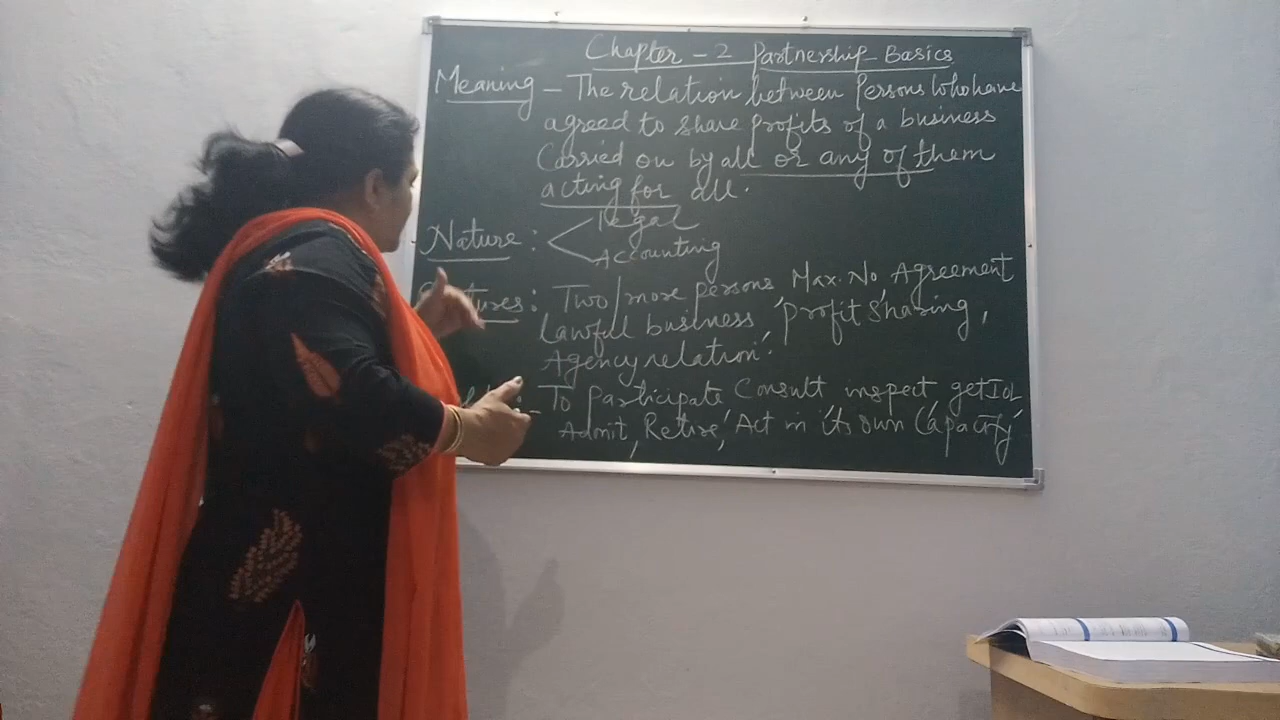 Chapter - 2 Partnership Basics
Meaning - The relation between Persons Who have
agreed to share profits of a business
Carried on by all or any of them
acting for all.
Nature : Legal
Accounting
tures : Two/more persons Max. No, Agreement
Lawful business, Profit Sharing,
Agency relation.
:- To Participate Consult, inspect, get IOL
Admit, Retire, Act in its own Capacity